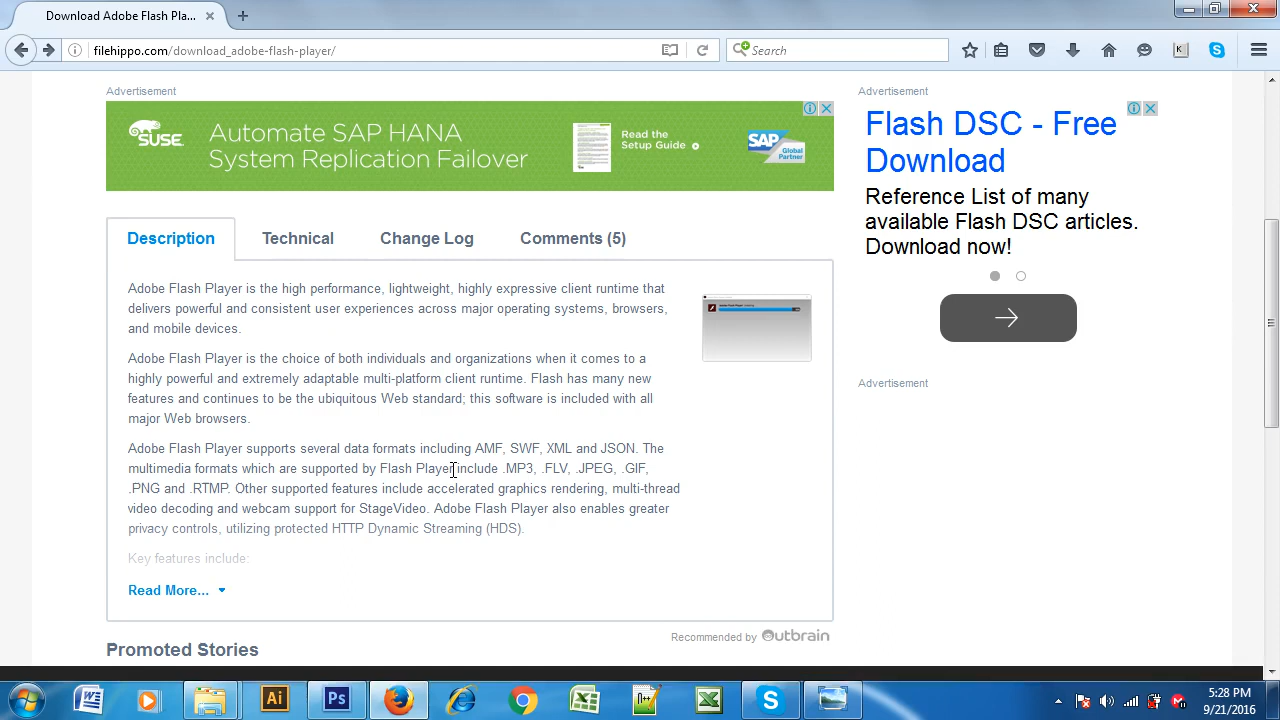 Download Adobe Flash Pla...
filehippo.com/download_adobe-flash-player/
Search
Advertisement
Advertisement
SUSE
Automate SAP HANA
System Replication Failover
Read the
Setup Guide
SAP
Global
Partner
Flash DSC - Free
Download
Reference List of many
available Flash DSC articles.
Download now!
Description
Technical
Change Log
Comments (5)
Adobe Flash Player is the high performance, lightweight, highly expressive client runtime that
delivers powerful and consistent user experiences across major operating systems, browsers,
and mobile devices.
Adobe Flash Player is the choice of both individuals and organizations when it comes to a
highly powerful and extremely adaptable multi-platform client runtime. Flash has many new
features and continues to be the ubiquitous Web standard; this software is included with all
major Web browsers.
Adobe Flash Player supports several data formats including AMF, SWF, XML and JSON. The
multimedia formats which are supported by Flash Player include .MP3, .FLV, .JPEG, .GIF,
.PNG and .RTMP. Other supported features include accelerated graphics rendering, multi-thread
video decoding and webcam support for StageVideo. Adobe Flash Player also enables greater
privacy controls, utilizing protected HTTP Dynamic Streaming (HDS).
Key features include:
Read More...
Advertisement
Recommended by Outbrain
Promoted Stories
Ai
Ps
5:28 PM
9/21/2016